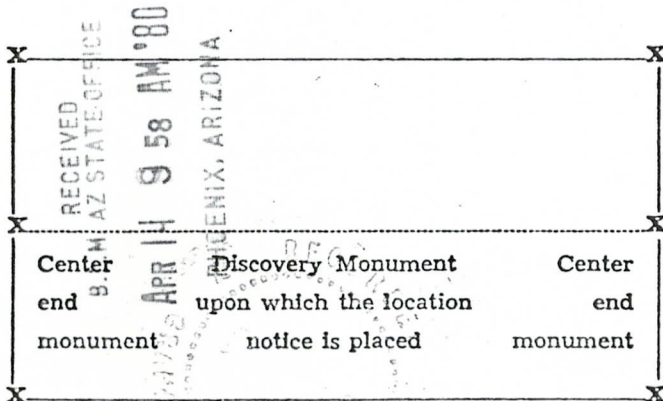 X X
RECEIVED
B.L.M. AZ STATE OFFICE
APR 14 9 58 AM '80
PHOENIX, ARIZONA
X X
Center Discovery Monument Center
end upon which the location end
monument notice is placed monument
X X